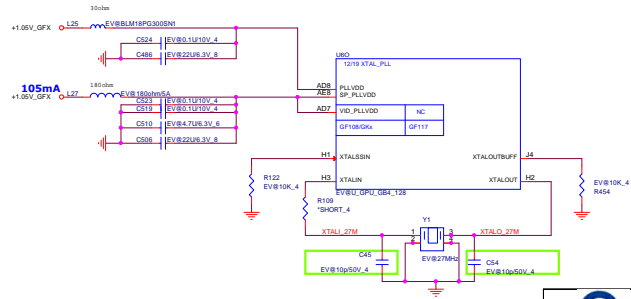 30ohm
+1.05V_GFX L25 EV@BLM18PG300SN1
C524 EV@0.1U/10V_4
C486 EV@22U/6.3V_8
105mA
180ohm
+1.05V_GFX L27 EV@180ohm/5A
C523 EV@0.1U/10V_4
C519 EV@0.1U/10V_4
C510 EV@4.7U/6.3V_6
C506 EV@22U/6.3V_8
U6O
12/19 XTAL_PLL
AD8 PLLVDD
AE8 SP_PLLVDD
AD7 VID_PLLVDD NC
GF108/GKx GF117
H1 XTALSSIN XTALOUTBUFF J4
H3 XTALIN XTALOUT H2
EV@U_GPU_GB4_128
R122
EV@10K_4
R109
*SHORT_4
EV@10K_4
R454
XTALI_27M 1 Y1 3 XTALO_27M
2 4
C45 EV@27MHz C54
EV@10p/50V_4 EV@10p/50V_4